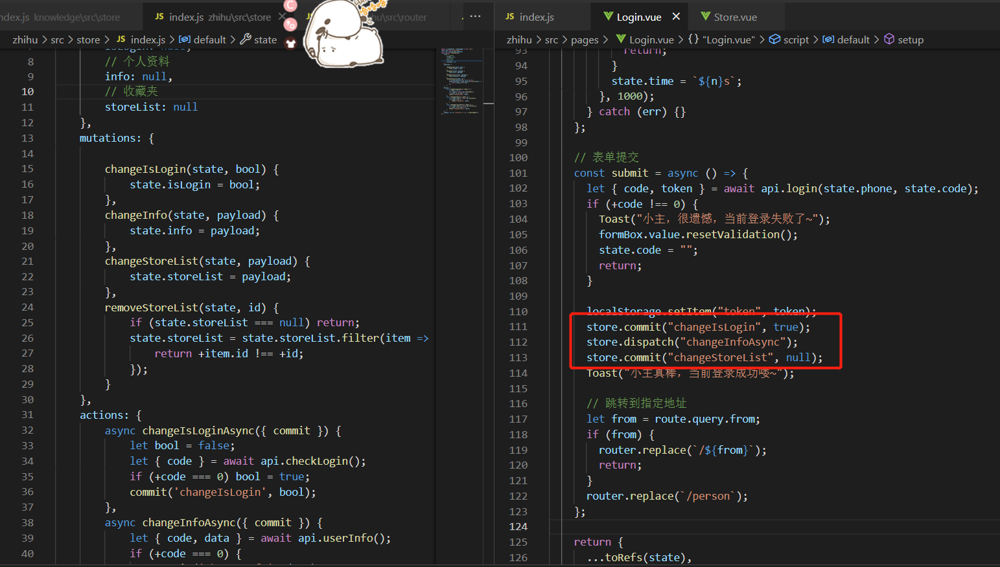 index.js knowledge\src\store
JS index.js zhihu\src\store
\src\router
JS index.js
Login.vue
Store.vue
zhihu > src > store > JS index.js > default > state
8
// 个人资料
9
info: null,
10
// 收藏夹
11
storeList: null
12
},
13
mutations: {
14
15
changeIsLogin(state, bool) {
16
state.isLogin = bool;
17
},
18
changeInfo(state, payload) {
19
state.info = payload;
20
},
21
changeStoreList(state, payload) {
22
state.storeList = payload;
23
},
24
removeStoreList(state, id) {
25
if (state.storeList === null) return;
26
state.storeList = state.storeList.filter(item =>
27
return +item.id !== +id;
28
});
29
}
30
},
31
actions: {
32
async changeIsLoginAsync({ commit }) {
33
let bool = false;
34
let { code } = await api.checkLogin();
35
if (+code === 0) bool = true;
36
commit('changeIsLogin', bool);
37
},
38
async changeInfoAsync({ commit }) {
39
let { code, data } = await api.userInfo();
40
if (+code === 0) {
zhihu > src > pages > Login.vue > {} "Login.vue" > script > default > setup
93
return;
94
}
95
state.time = `${n}s`;
96
}, 1000);
97
} catch (err) {}
98
};
99
100
// 表单提交
101
const submit = async () => {
102
let { code, token } = await api.login(state.phone, state.code);
103
if (+code !== 0) {
104
Toast("小主，很遗憾，当前登录失败了~");
105
formBox.value.resetValidation();
106
state.code = "";
107
return;
108
}
109
110
localStorage.setItem("token", token);
111
store.commit("changeIsLogin", true);
112
store.dispatch("changeInfoAsync");
113
store.commit("changeStoreList", null);
114
Toast("小主真棒，当前登录成功喽~");
115
116
// 跳转到指定地址
117
let from = route.query.from;
118
if (from) {
119
router.replace(`/${from}`);
120
return;
121
}
122
router.replace(`/person`);
123
};
124
125
return {
126
...toRefs(state),